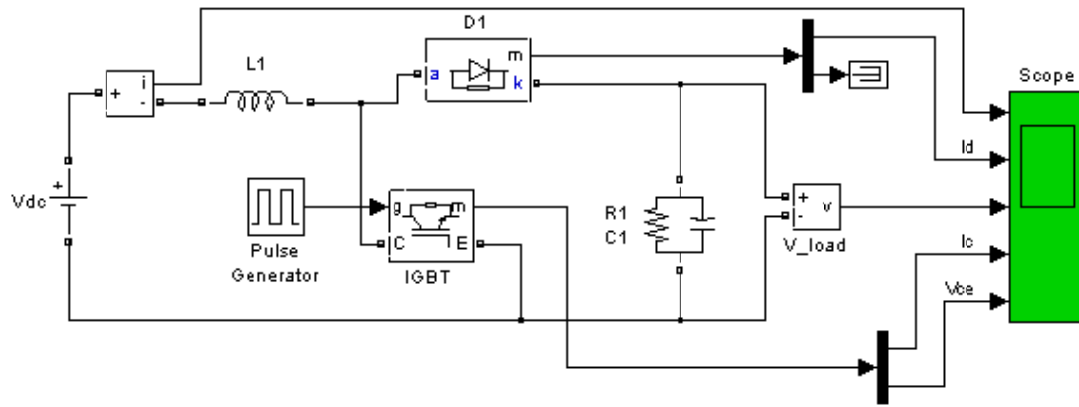 D1
L1
i
+
-
a
m
k
Scope
Id
Vdc
+
g
m
C
E
Pulse
Generator
IGBT
R1
C1
+
-
v
V_load
Ic
Vce